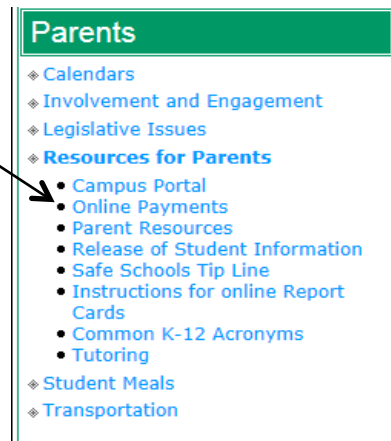 Parents
Calendars
Involvement and Engagement
Legislative Issues
Resources for Parents
Campus Portal
Online Payments
Parent Resources
Release of Student Information
Safe Schools Tip Line
Instructions for online Report
Cards
Common K-12 Acronyms
Tutoring
Student Meals
Transportation